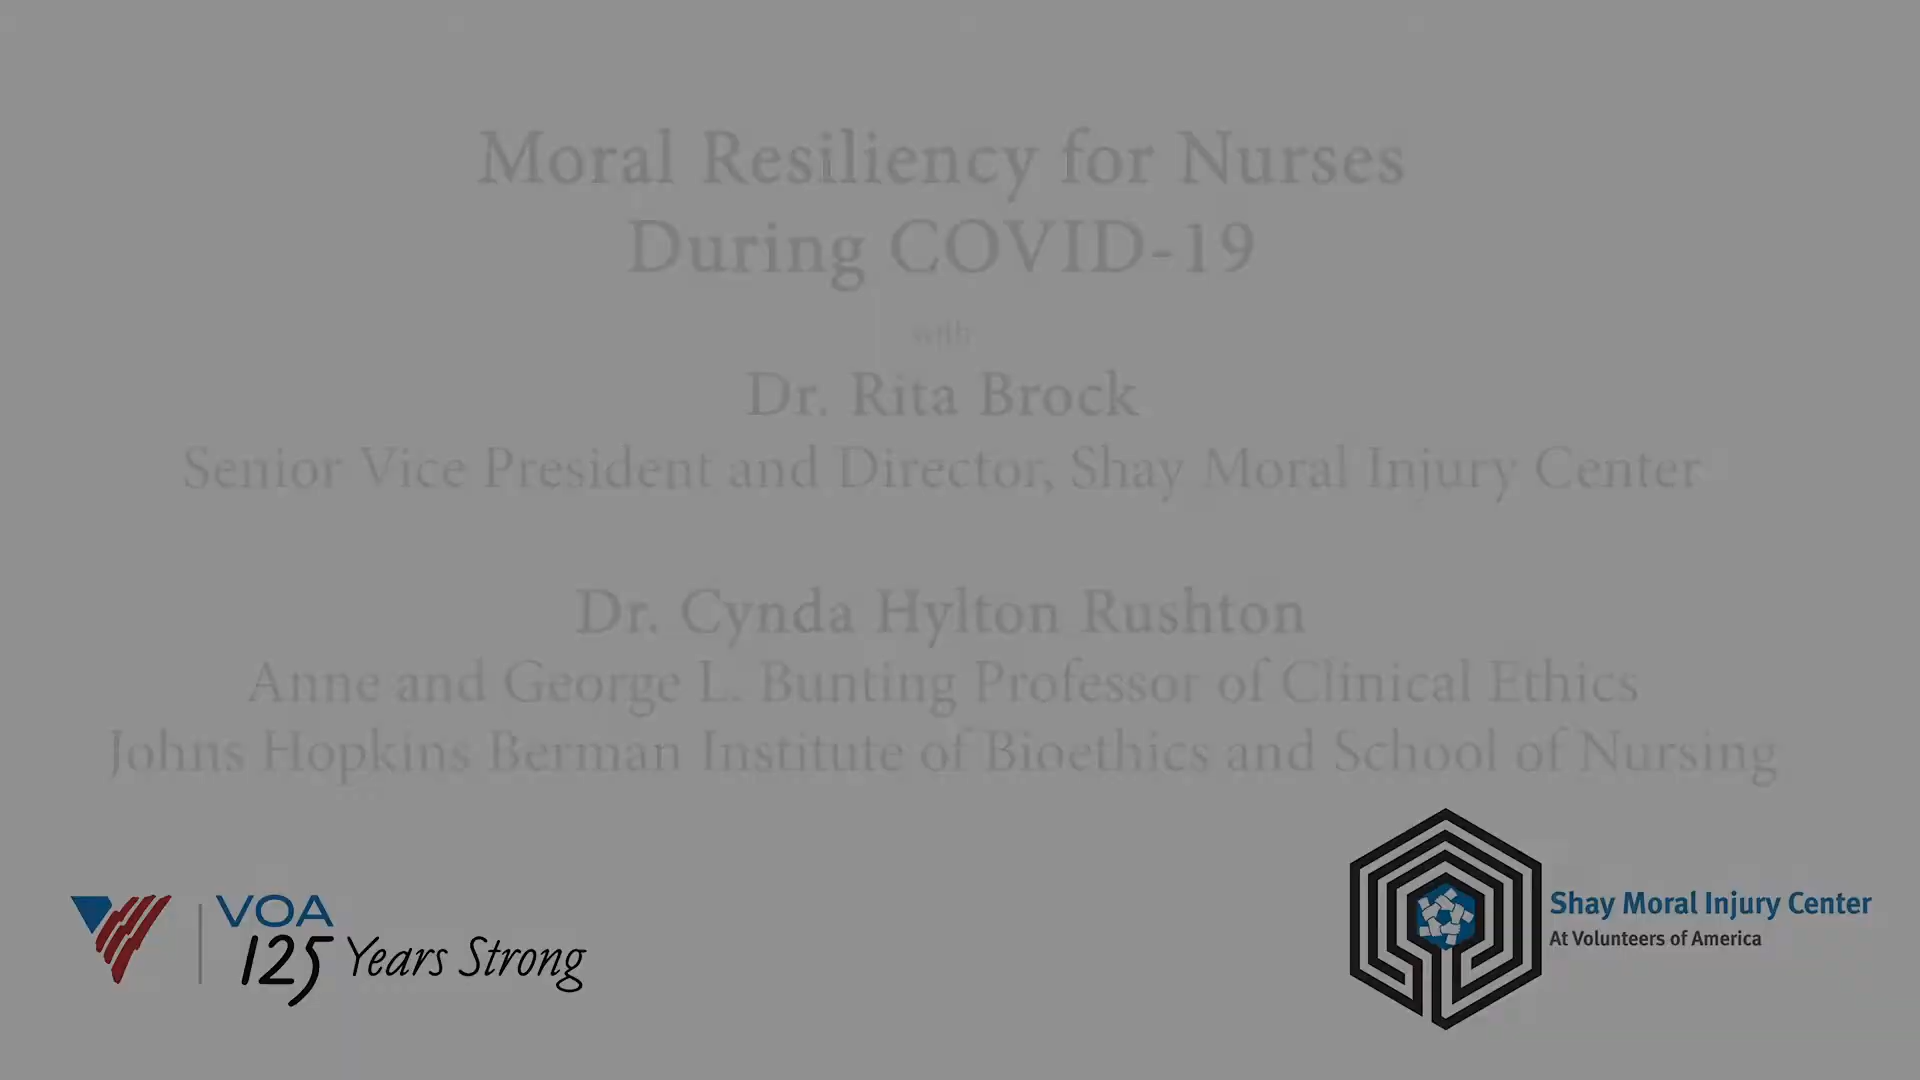 Moral Resiliency for Nurses
During COVID-19
with
Dr. Rita Brock
Senior Vice President and Director, Shay Moral Injury Center
Dr. Cynda Hylton Rushton
Anne and George L. Bunting Professor of Clinical Ethics
Johns Hopkins Berman Institute of Bioethics and School of Nursing
VOA
125 Years Strong
Shay Moral Injury Center
At Volunteers of America